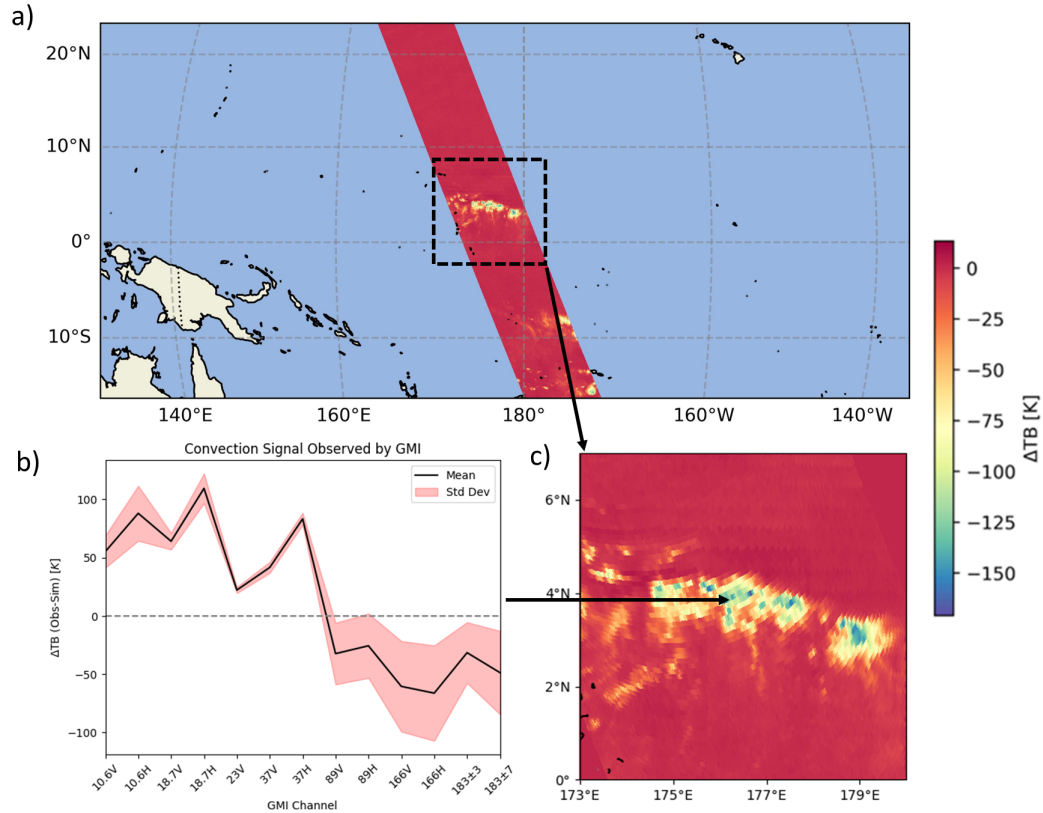 a)
20°N
10°N
0°
10°S
140°E
160°E
180°
160°W
140°W
0
−25
−50
−75
−100
−125
−150
ΔTB [K]
b)
Convection Signal Observed by GMI
Mean
Std Dev
100
50
0
−50
−100
ΔTB (Obs-Sim) [K]
10.6V
10.6H
18.7V
18.7H
23V
37V
37H
89V
89H
166V
166H
183±3
183±7
GMI Channel
c)
6°N
4°N
2°N
0°
173°E
175°E
177°E
179°E